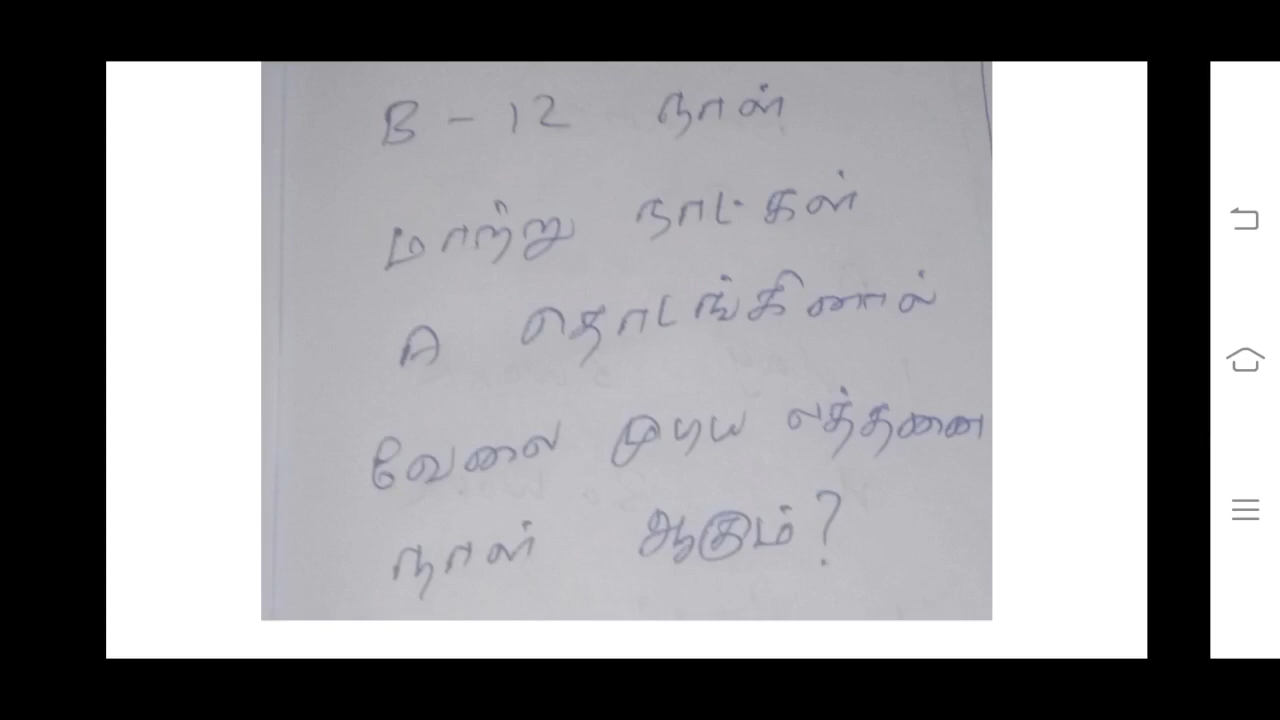 B - 12 நாள்
மாற்று நாட்கள்
A தொடங்கினால்
வேலை முடிய எத்தனை
நாள் ஆகும்?